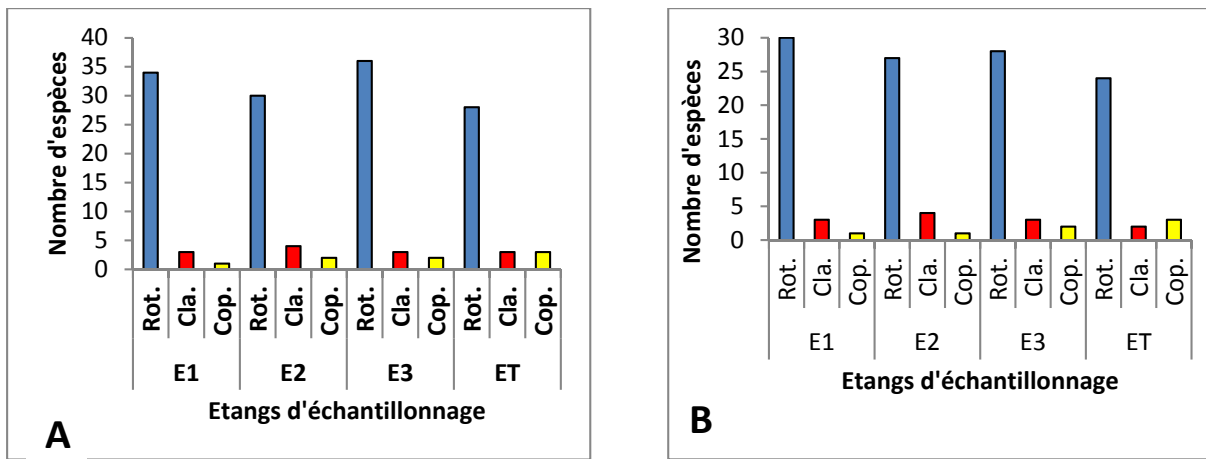 40
35
30
25
20
15
10
5
0
Nombre d'espèces
Rot. Cla. Cop. Rot. Cla. Cop. Rot. Cla. Cop. Rot. Cla. Cop.
E1 E2 E3 ET
Etangs d'échantillonnage
A
30
25
20
15
10
5
0
Nombre d'espèces
Rot. Cla. Cop. Rot. Cla. Cop. Rot. Cla. Cop. Rot. Cla. Cop.
E1 E2 E3 ET
Etangs d'échantillonnage
B